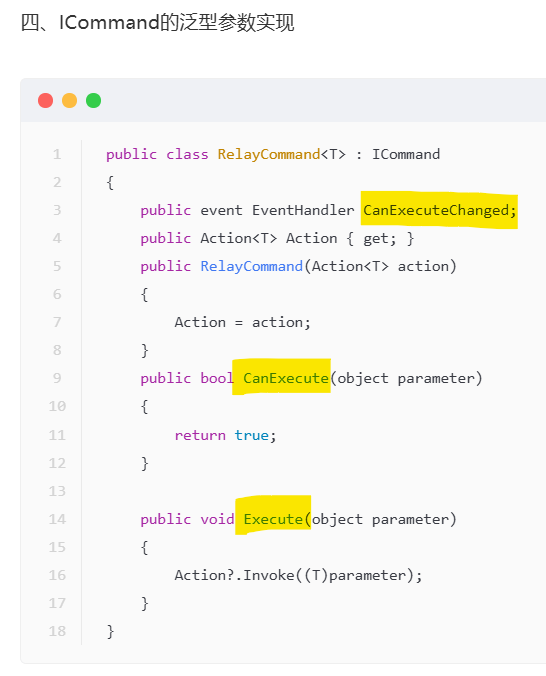 四、ICommand的泛型参数实现
1 public class RelayCommand<T> : ICommand
2 {
3     public event EventHandler CanExecuteChanged;
4     public Action<T> Action { get; }
5     public RelayCommand(Action<T> action)
6     {
7         Action = action;
8     }
9     public bool CanExecute(object parameter)
10     {
11         return true;
12     }
13
14     public void Execute(object parameter)
15     {
16         Action?.Invoke((T)parameter);
17     }
18 }